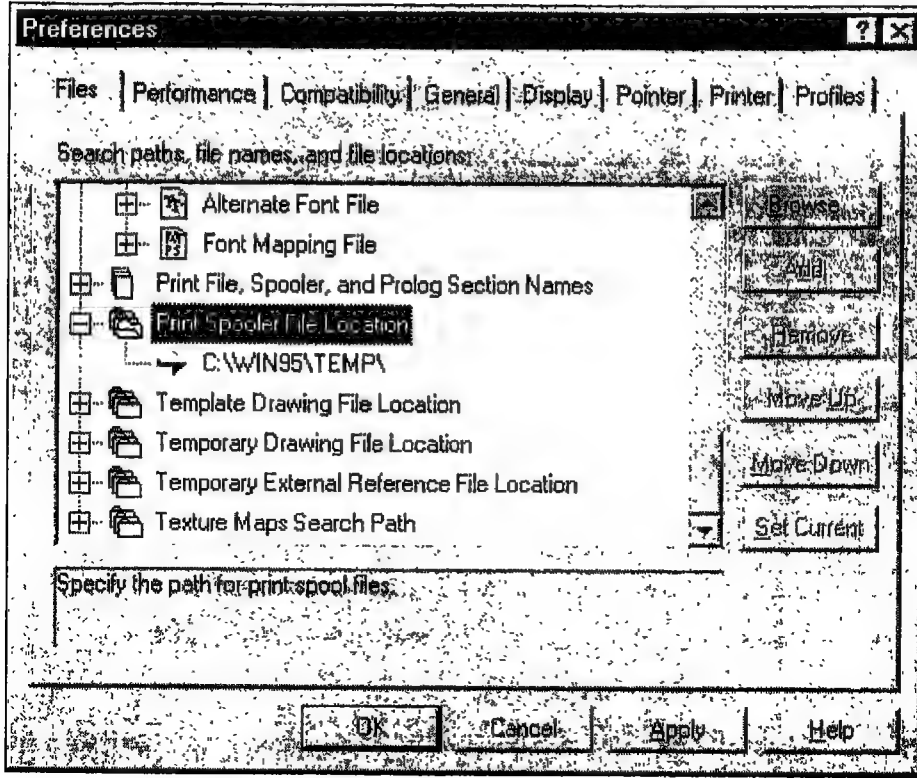 Preferences
Files Performance Compatibility General Display Pointer Printer Profiles
Search paths, file names, and file locations:
Alternate Font File
Font Mapping File
Print File, Spooler, and Prolog Section Names
Print Spooler File Location
C:\WIN95\TEMP\
Template Drawing File Location
Temporary Drawing File Location
Temporary External Reference File Location
Texture Maps Search Path
Browse...
Add
Remove
Move Up
Move Down
Set Current
Specify the path for print spool files.
OK Cancel Apply Help